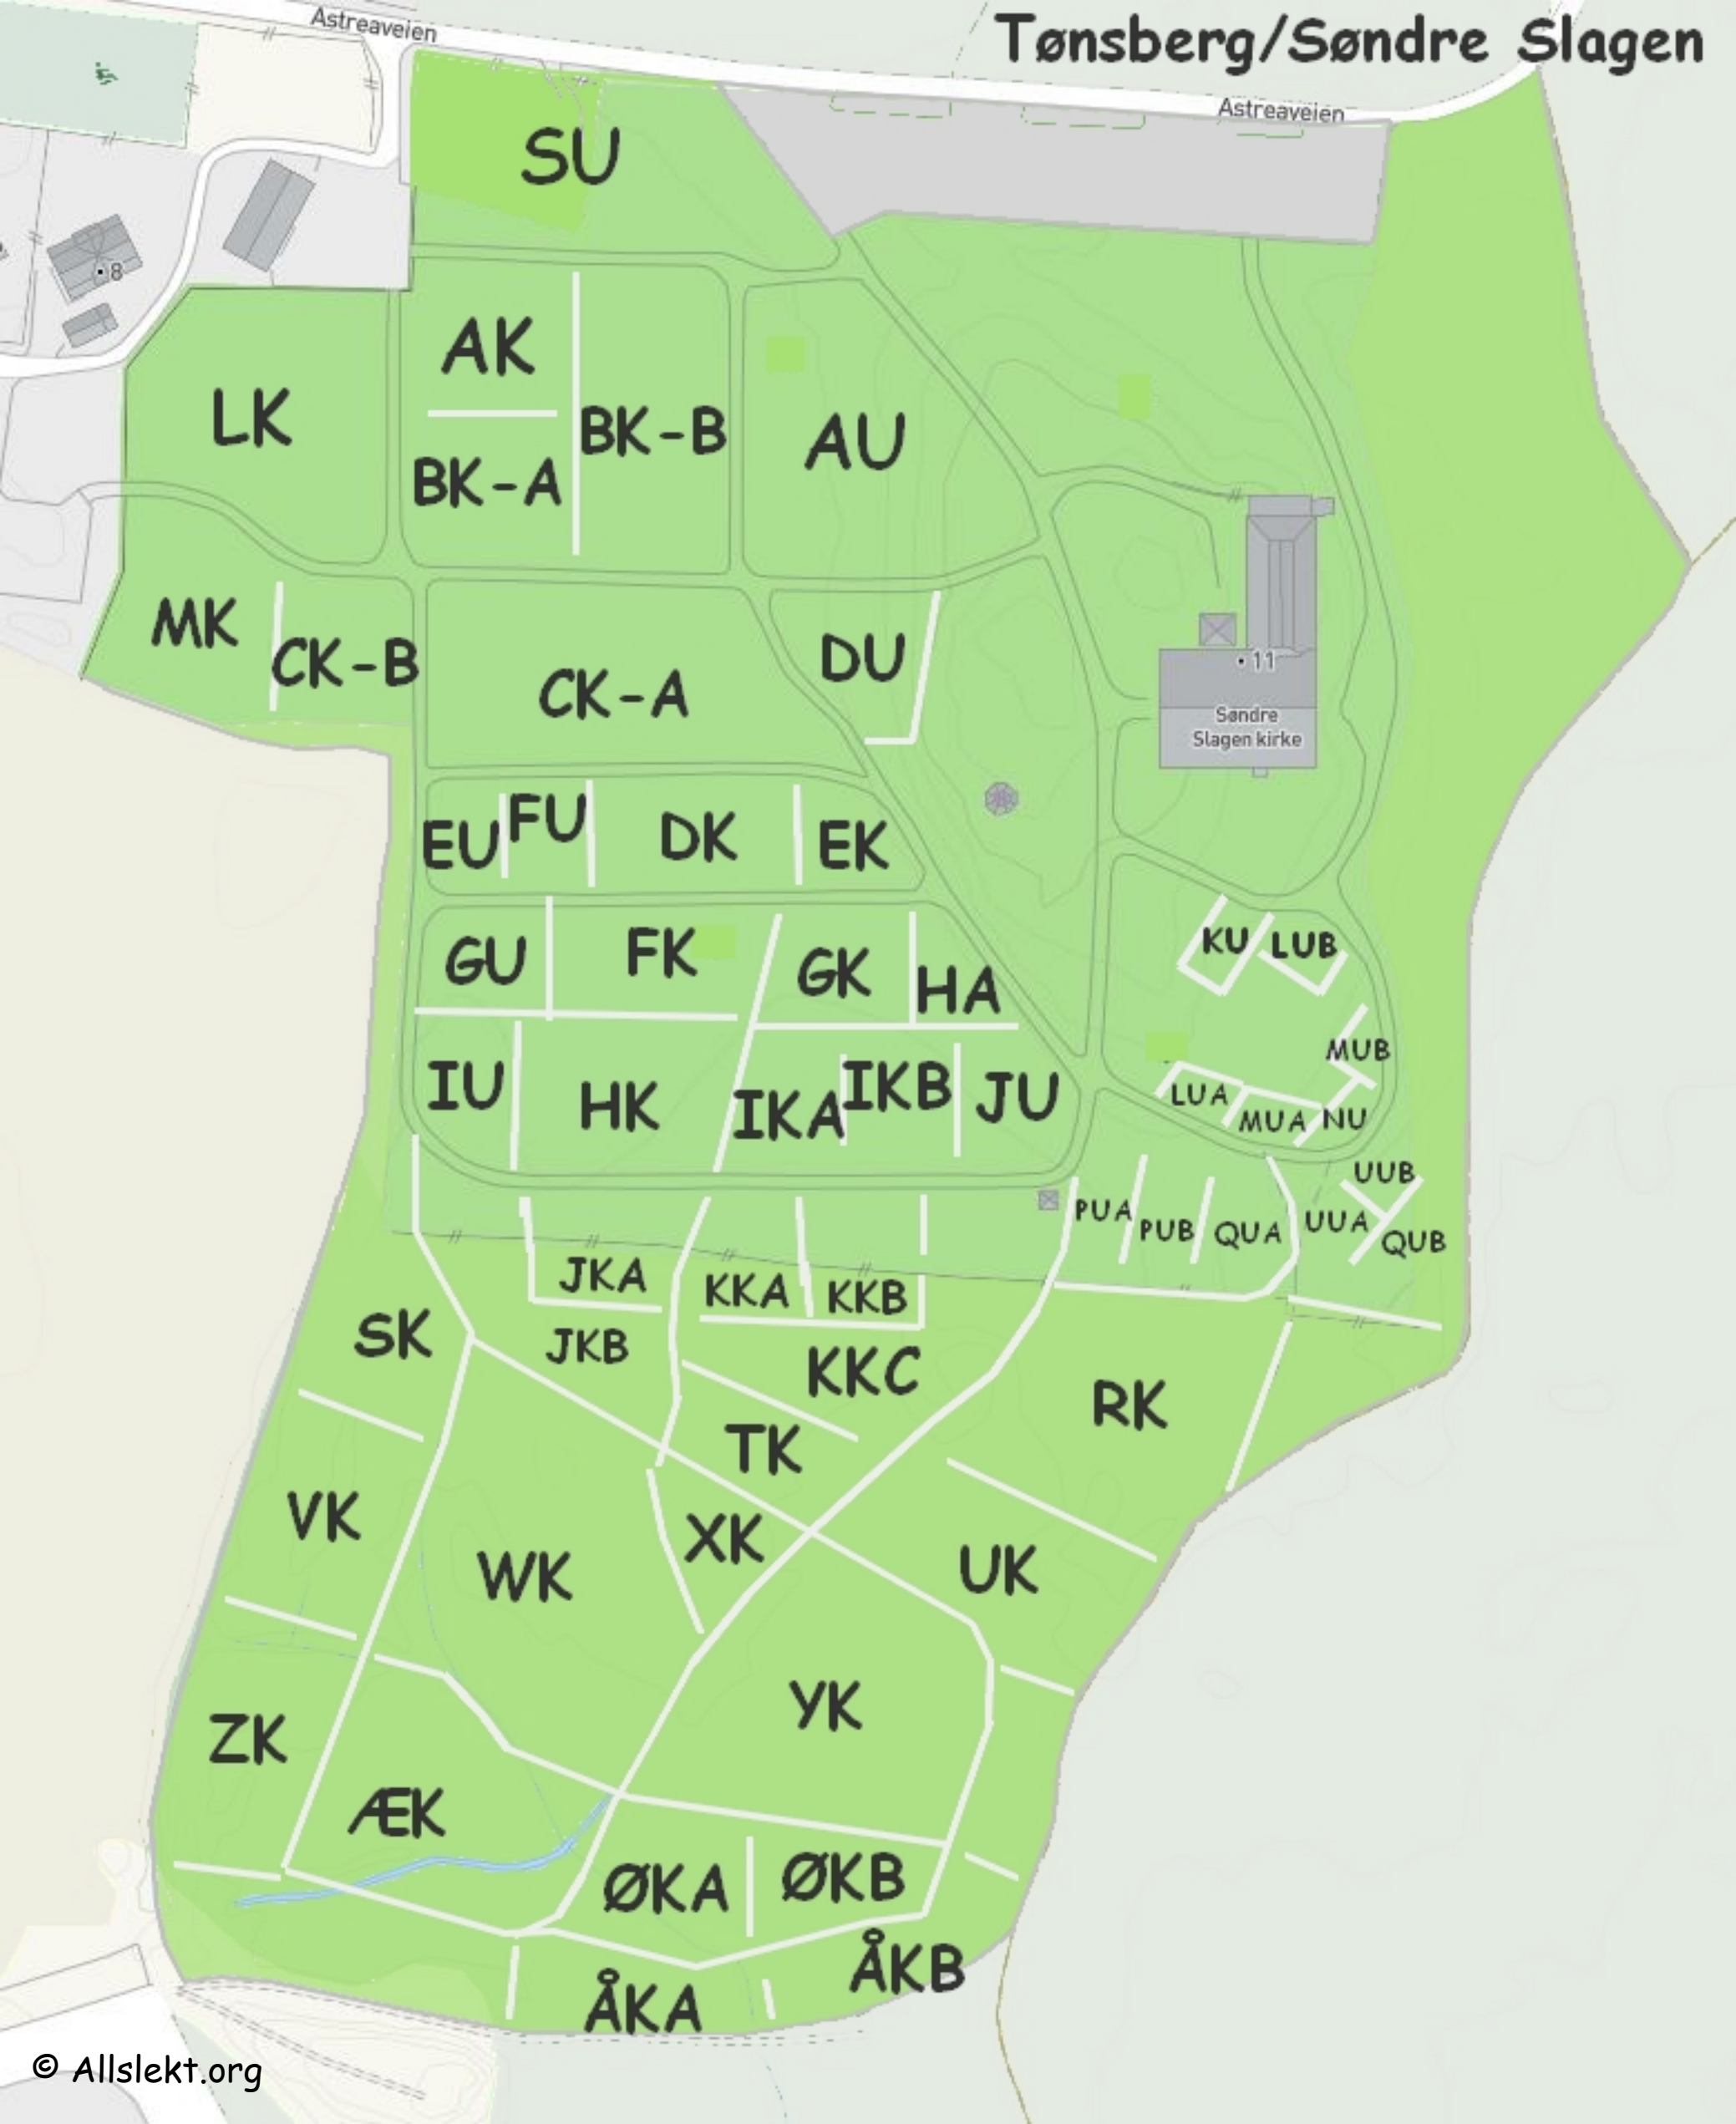 Astreaveien
Tønsberg/Søndre Slagen
Astreaveien
SU
8
AK
LK
BK-B
AU
BK-A
MK
CK-B
DU
CK-A
11
Søndre
Slagen kirke
EU
FU
DK
EK
GU
FK
GK
HA
KU
LUB
IU
HK
IKA
IKB
JU
MUB
LUA
MUA
NU
UUB
PUA
PUB
QUA
UUA
QUB
JKA
KKA
KKB
SK
JKB
KKC
RK
TK
VK
XK
WK
UK
YK
ZK
ÆK
ØKA
ØKB
ÅKB
ÅKA
© Allslekt.org